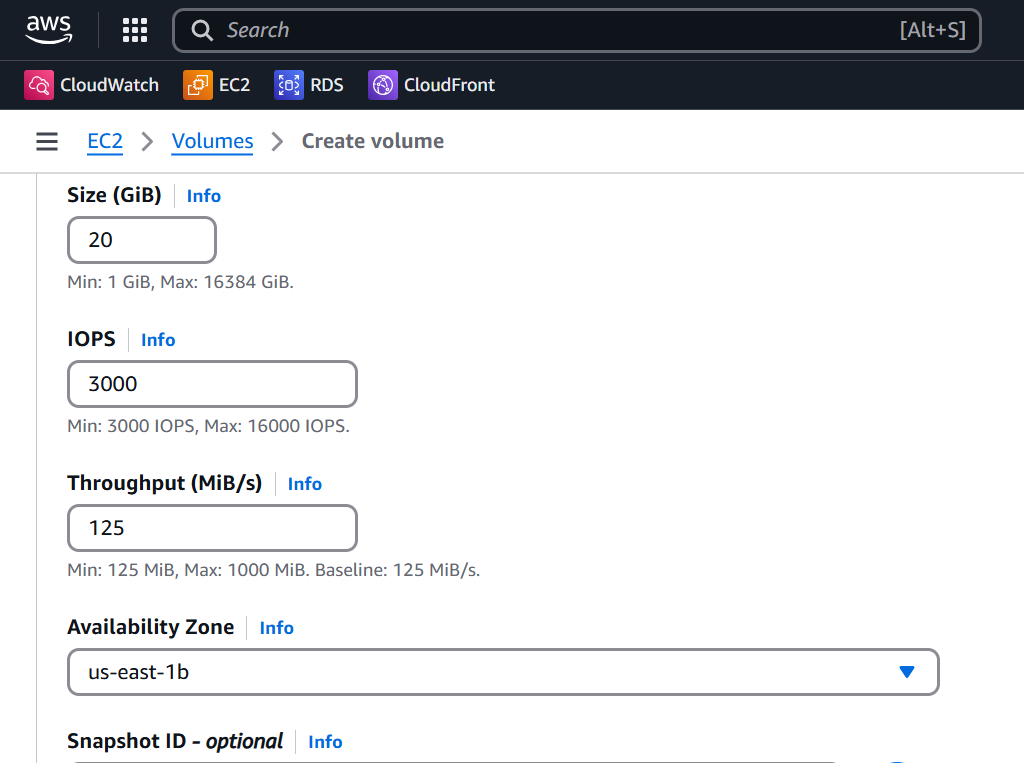 aws Search [Alt+S]
CloudWatch EC2 RDS CloudFront
EC2 Volumes Create volume
Size (GiB) Info
20
Min: 1 GiB, Max: 16384 GiB.
IOPS Info
3000
Min: 3000 IOPS, Max: 16000 IOPS.
Throughput (MiB/s) Info
125
Min: 125 MiB, Max: 1000 MiB. Baseline: 125 MiB/s.
Availability Zone Info
us-east-1b
Snapshot ID - optional Info